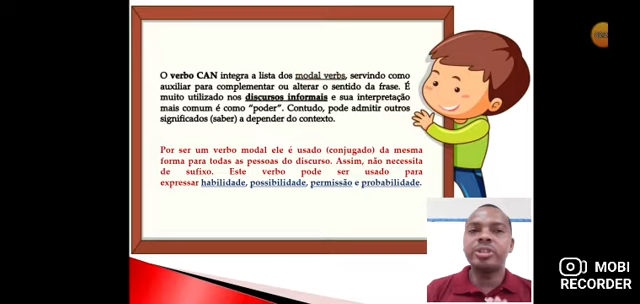 O verbo CAN integra a lista dos modal verbs, servindo como
auxiliar para complementar ou alterar o sentido da frase. É
muito utilizado nos discursos informais e sua interpretação
mais comum é como “poder”. Contudo, pode admitir outros
significados (saber) a depender do contexto.
Por ser um verbo modal ele é usado (conjugado) da mesma
forma para todas as pessoas do discurso. Assim, não necessita
de sufixo. Este verbo pode ser usado para
expressar habilidade, possibilidade, permissão e probabilidade.
MOBI
RECORDER